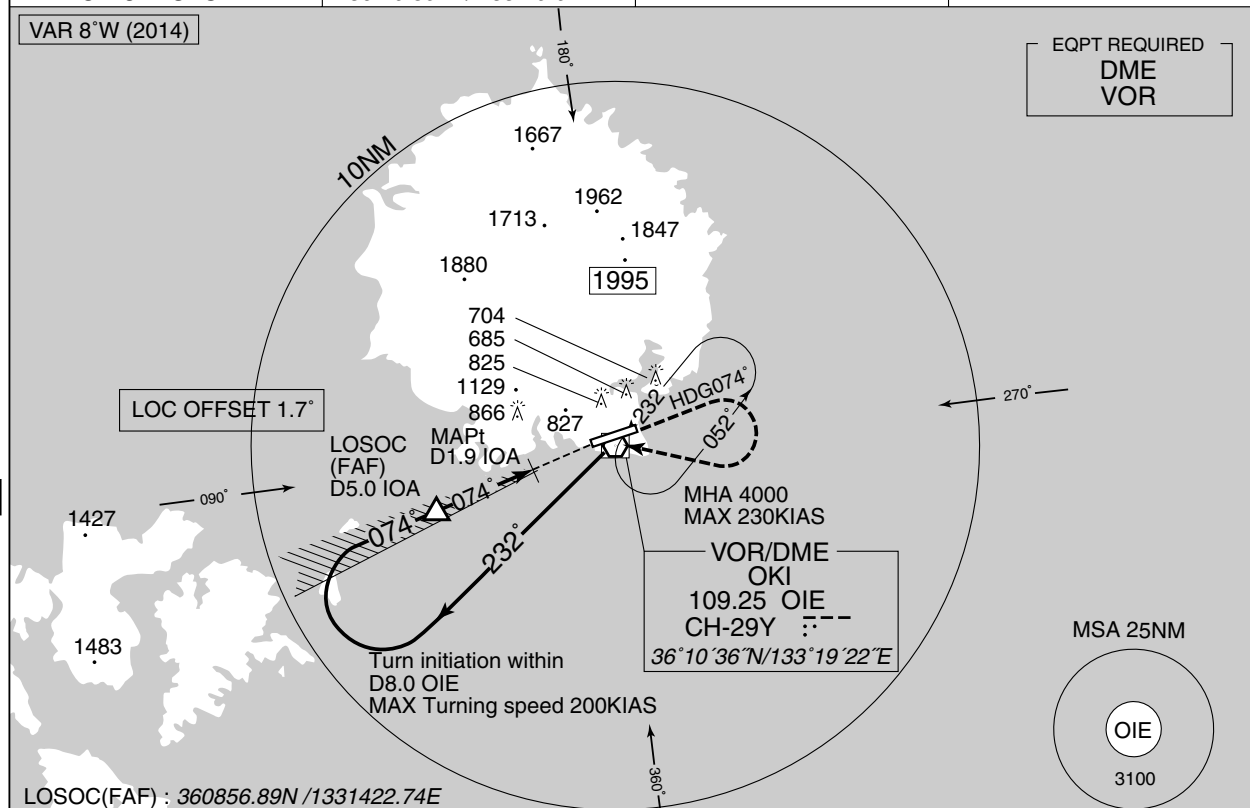 VAR 8°W (2014)
180°
EQPT REQUIRED
DME
VOR
10NM
1667
1962
1713
1847
1880
1995
704
685
825
1129
866
827
LOC OFFSET 1.7°
270°
HDG074°
232°
052°
MAPt
D1.9 IOA
LOSOC
(FAF)
D5.0 IOA
090°
074°
074°
232°
1427
1483
MHA 4000
MAX 230KIAS
VOR/DME
OKI
109.25 OIE
CH-29Y
36°10´36˝N/133°19´22˝E
Turn initiation within
D8.0 OIE
MAX Turning speed 200KIAS
MSA 25NM
OIE
3100
360°
LOSOC(FAF) : 360856.89N /1331422.74E